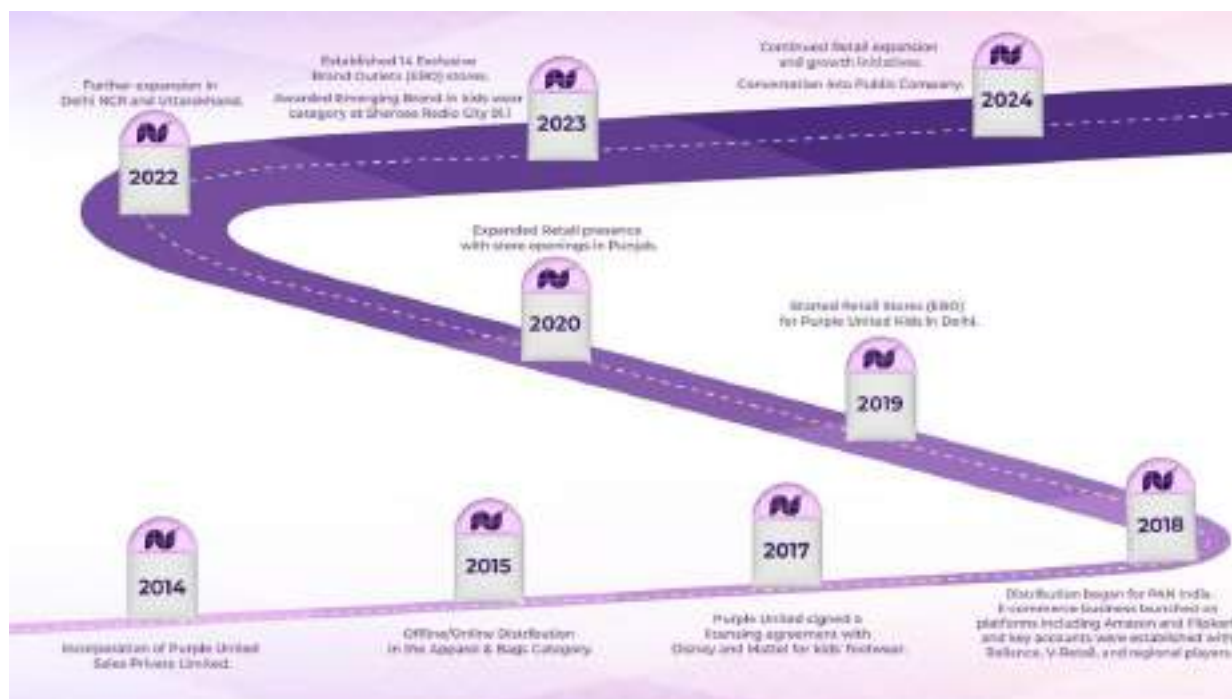 Further expansion in
Delhi NCR and Uttarakhand.
2022
Established 14 Exclusive
Brand Outlets (EBO) stores.
Awarded Emerging Brand in kids wear
category at Radio City 91.1
2023
Continued Retail expansion
and growth initiatives.
Conversation into Public Company.
2024
Expanded Retail presence
with store openings in Punjab.
2020
Started Retail Stores (EBO)
for Purple United Kids in Delhi.
2019
2014
Incorporation of Purple United
Sales Private Limited.
2015
Offline/Online Distribution
in the Apparel & Bags Category.
2017
Purple United signed a
licensing agreement with
Disney and Mattel for kids' footwear.
2018
Distribution began for PAN India.
E-commerce business launched on
platforms including Amazon and Flipkart
and key accounts were established with
Reliance, V-Retail, and regional players.